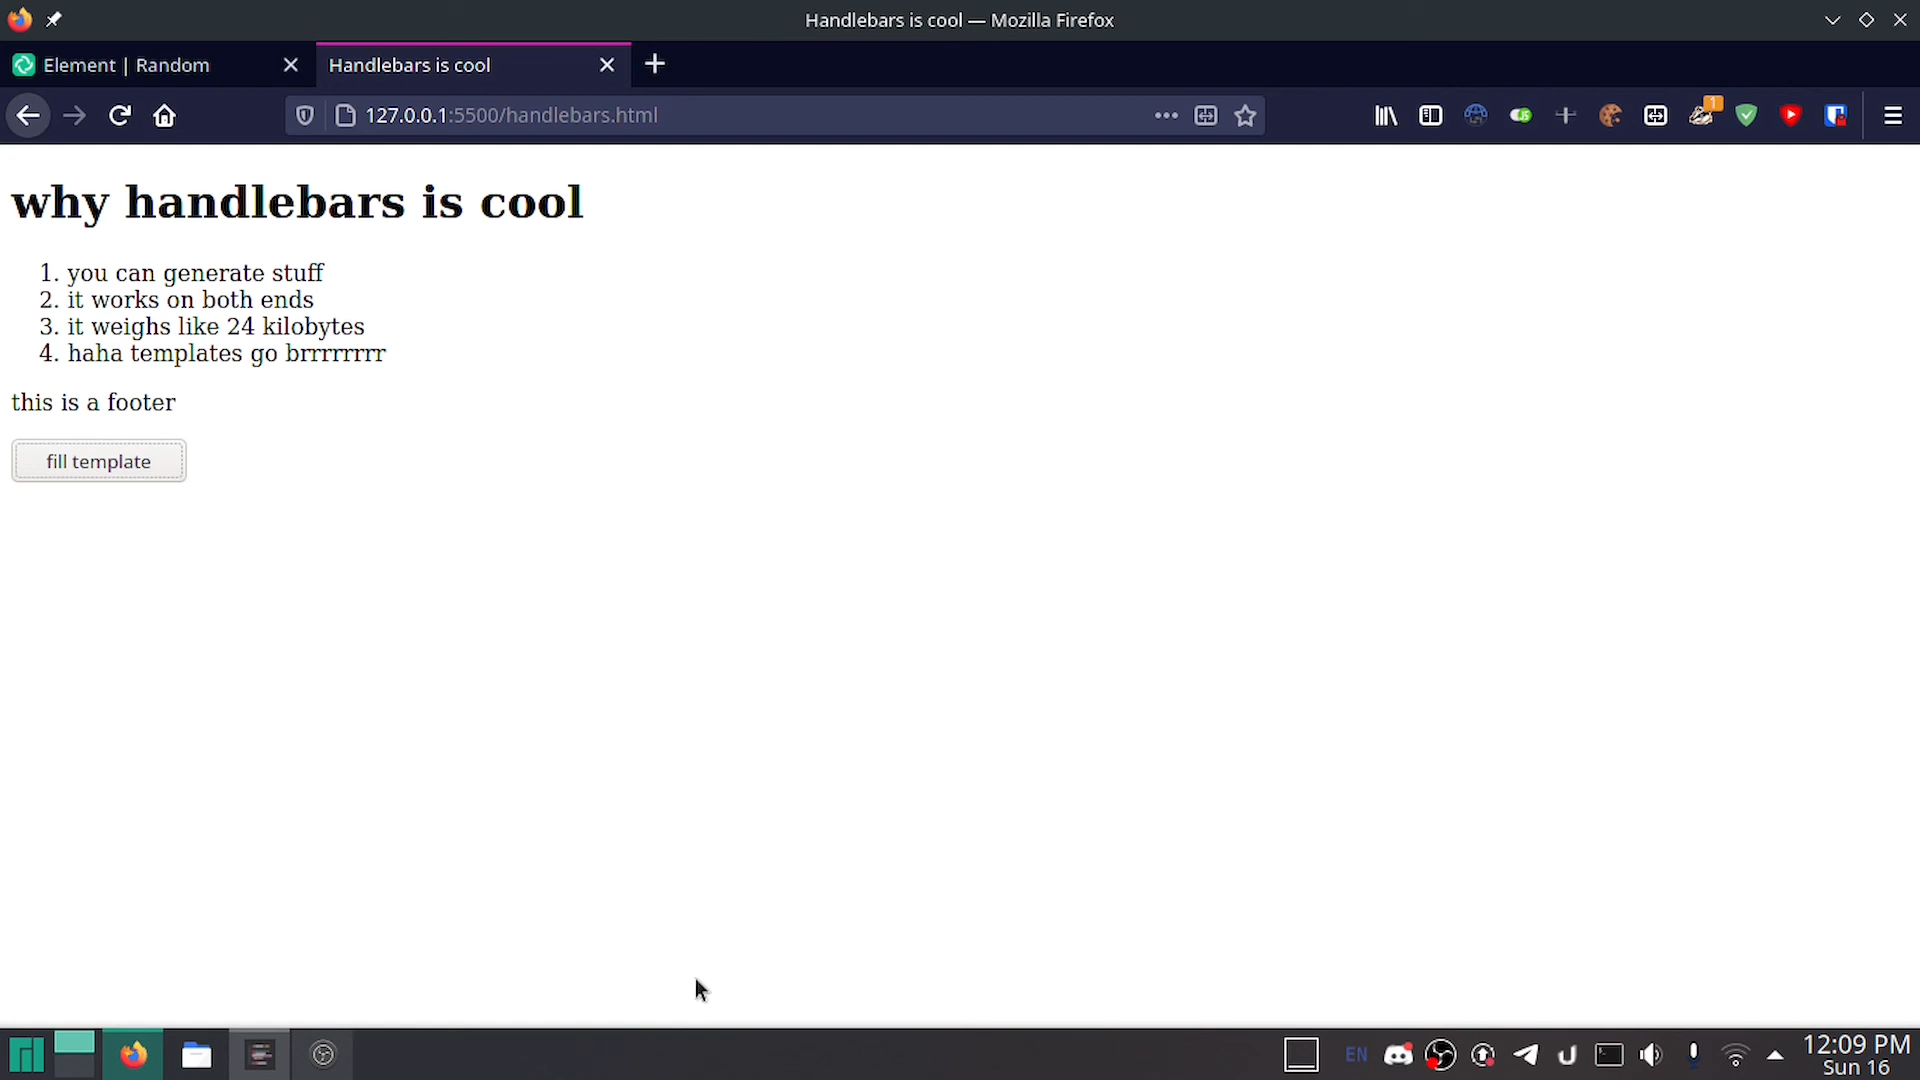 Handlebars is cool — Mozilla Firefox
Element | Random
Handlebars is cool
127.0.0.1:5500/handlebars.html
1
why handlebars is cool
1. you can generate stuff
2. it works on both ends
3. it weighs like 24 kilobytes
4. haha templates go brrrrrrrr
this is a footer
fill template
EN
12:09 PM
Sun 16